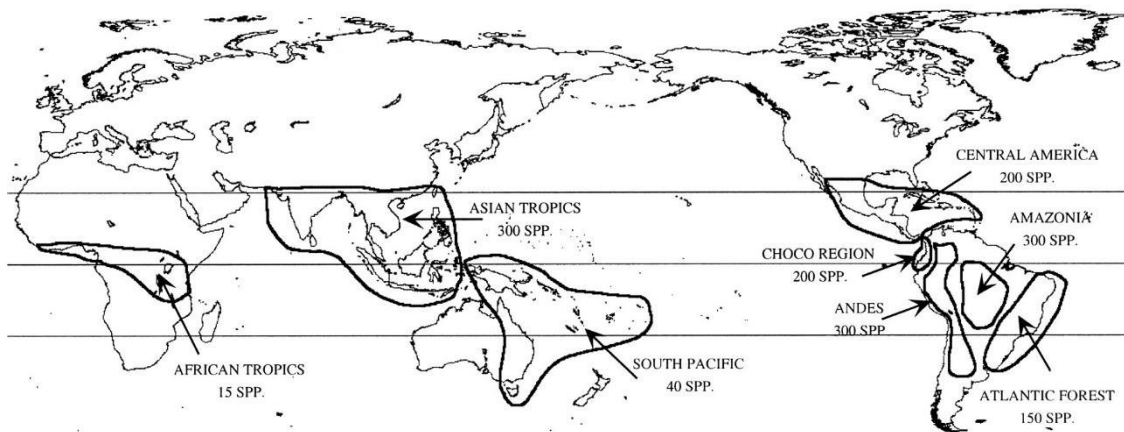 CENTRAL AMERICA
200 SPP.
ASIAN TROPICS
300 SPP.
AMAZONIA
300 SPP.
CHOCO REGION
200 SPP.
ANDES
300 SPP
SOUTH PACIFIC
40 SPP.
AFRICAN TROPICS
15 SPP.
ATLANTIC FOREST
150 SPP.